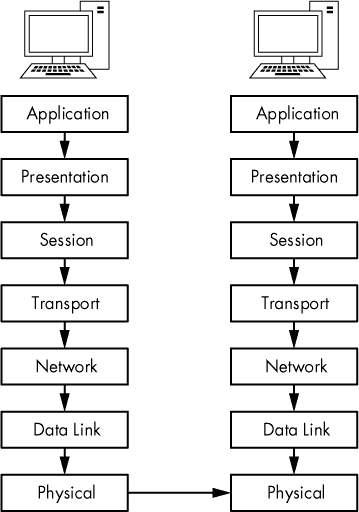 Application
Presentation
Session
Transport
Network
Data Link
Physical
Application
Presentation
Session
Transport
Network
Data Link
Physical